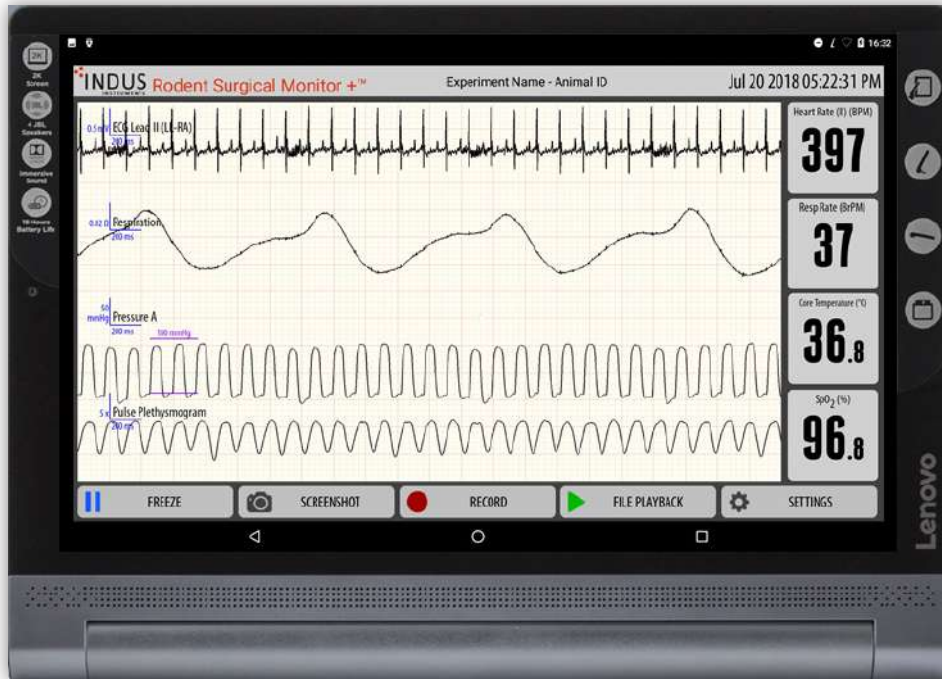 16:32
INDUS
INSTRUMENTS
Rodent Surgical Monitor +™
Experiment Name - Animal ID
Jul 20 2018 05:22:31 PM
2K
2K
Screen
JBL
4 JBL
Speakers
Immersive
Sound
18 Hours
Battery Life
0.5 mV
ECG Lead II (LL-RA)
200 ms
Heart Rate (II) (BPM)
397
0.02 Ω
Respiration
200 ms
Resp Rate (BrPM)
37
50
mmHg
Pressure A
200 ms
100 mmHg
Core Temperature (°C)
36.8
5 x
Pulse Plethysmogram
200 ms
SpO2 (%)
96.8
FREEZE
SCREENSHOT
RECORD
FILE PLAYBACK
SETTINGS
Lenovo